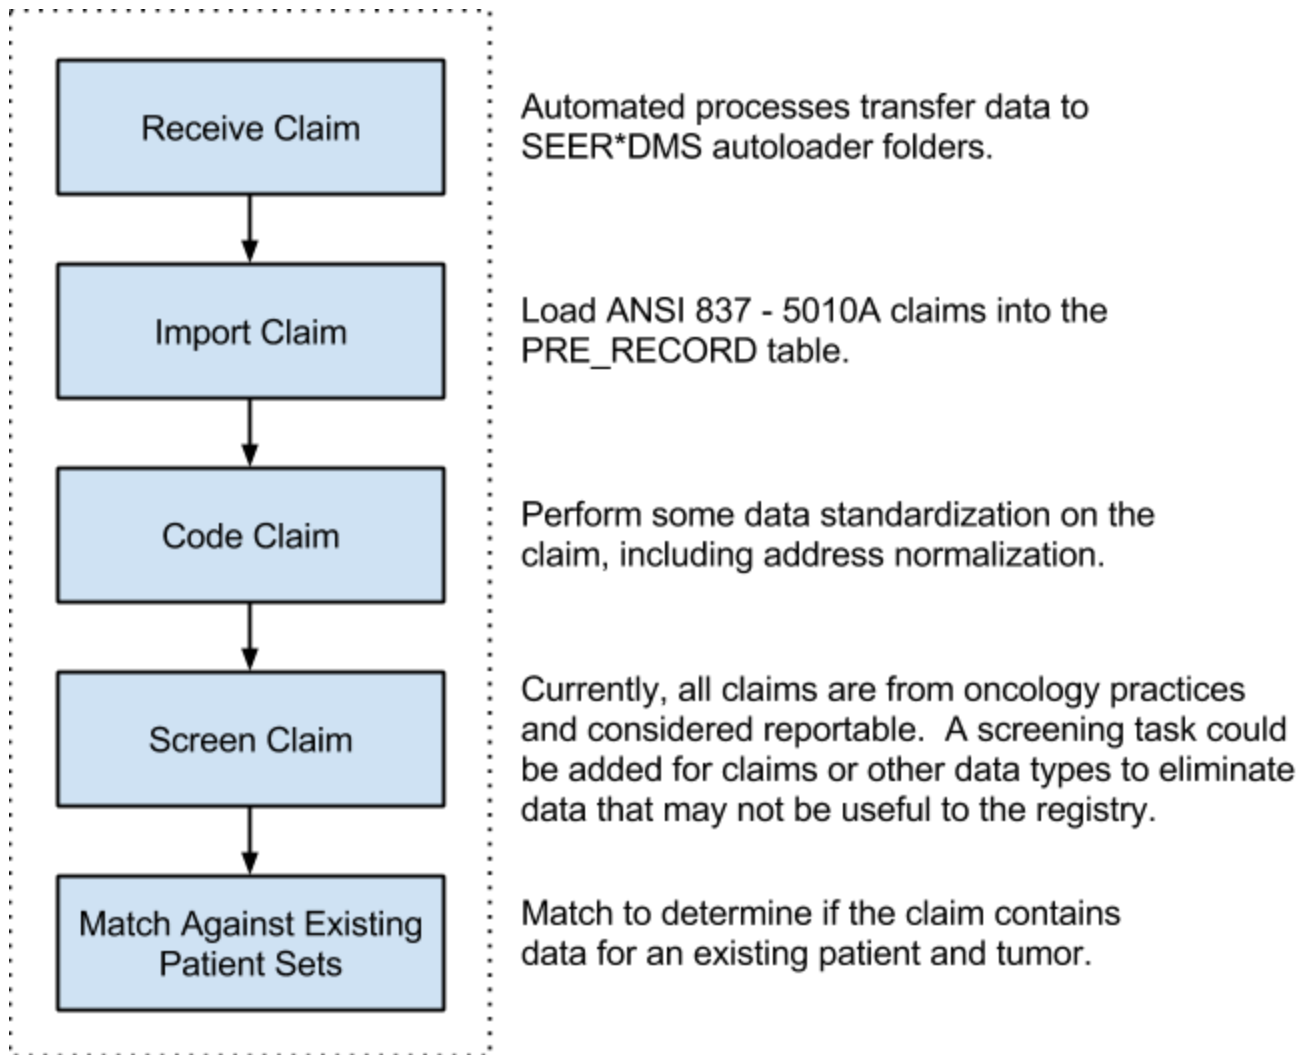 Receive Claim
Automated processes transfer data to
SEER*DMS autoloader folders.
Import Claim
Load ANSI 837 - 5010A claims into the
PRE_RECORD table.
Code Claim
Perform some data standardization on the
claim, including address normalization.
Screen Claim
Currently, all claims are from oncology practices
and considered reportable.  A screening task could
be added for claims or other data types to eliminate
data that may not be useful to the registry.
Match Against Existing
Patient Sets
Match to determine if the claim contains
data for an existing patient and tumor.